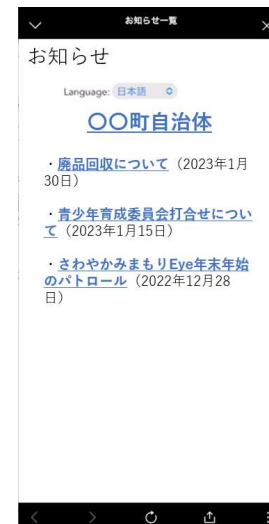 お知らせ一覧
お知らせ
Language: 日本語
〇〇町自治体
・廃品回収について（2023年1月
30日）
・青少年育成委員会打合せについ
て（2023年1月15日）
・さわやかみまもりEye年末年始
のパトロール（2022年12月28
日）